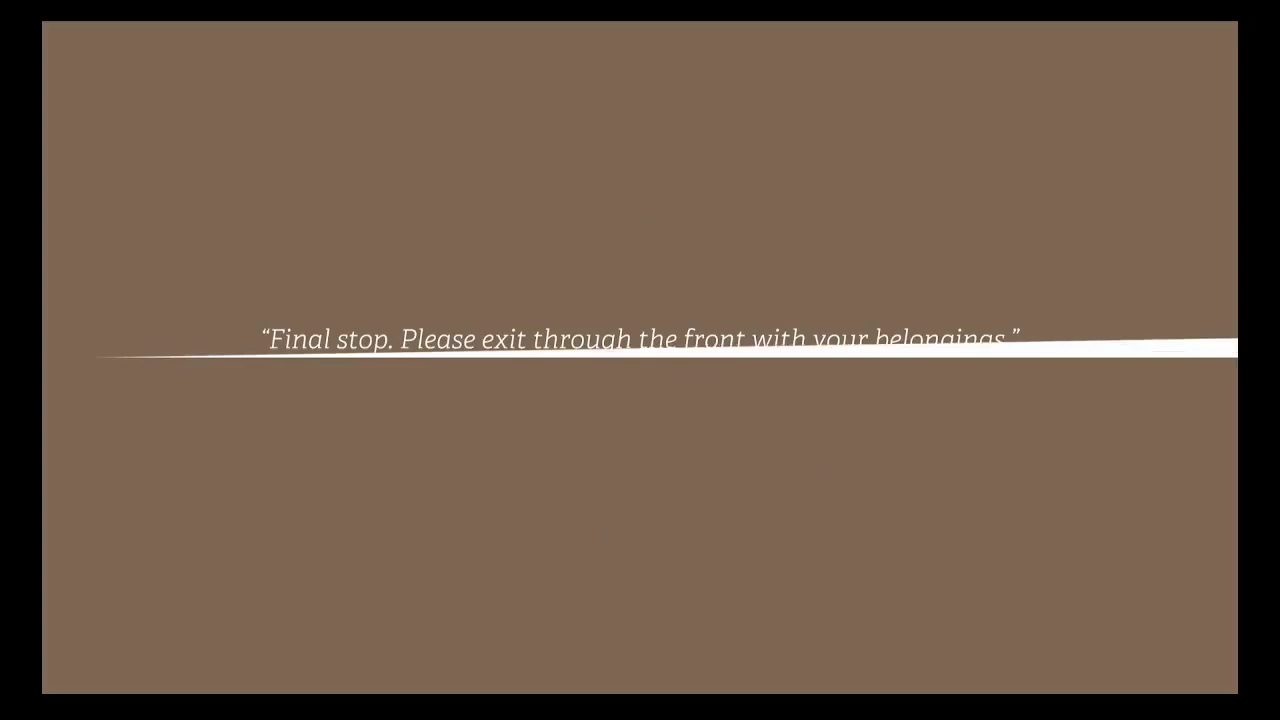 “Final stop. Please exit through the front with your belongings.”